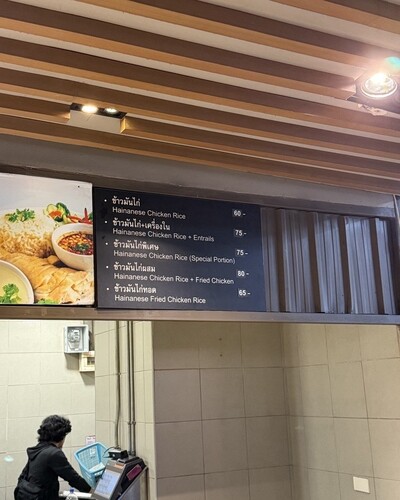 • ข้าวมันไก่
Hainanese Chicken Rice 60.-
• ข้าวมันไก่+เครื่องใน
Hainanese Chicken Rice + Entrails 75.-
• ข้าวมันไก่พิเศษ
Hainanese Chicken Rice (Special Portion) 75.-
• ข้าวมันไก่ผสม
Hainanese Chicken Rice + Fried Chicken 80.-
• ข้าวมันไก่ทอด
Hainanese Fried Chicken Rice 65.-